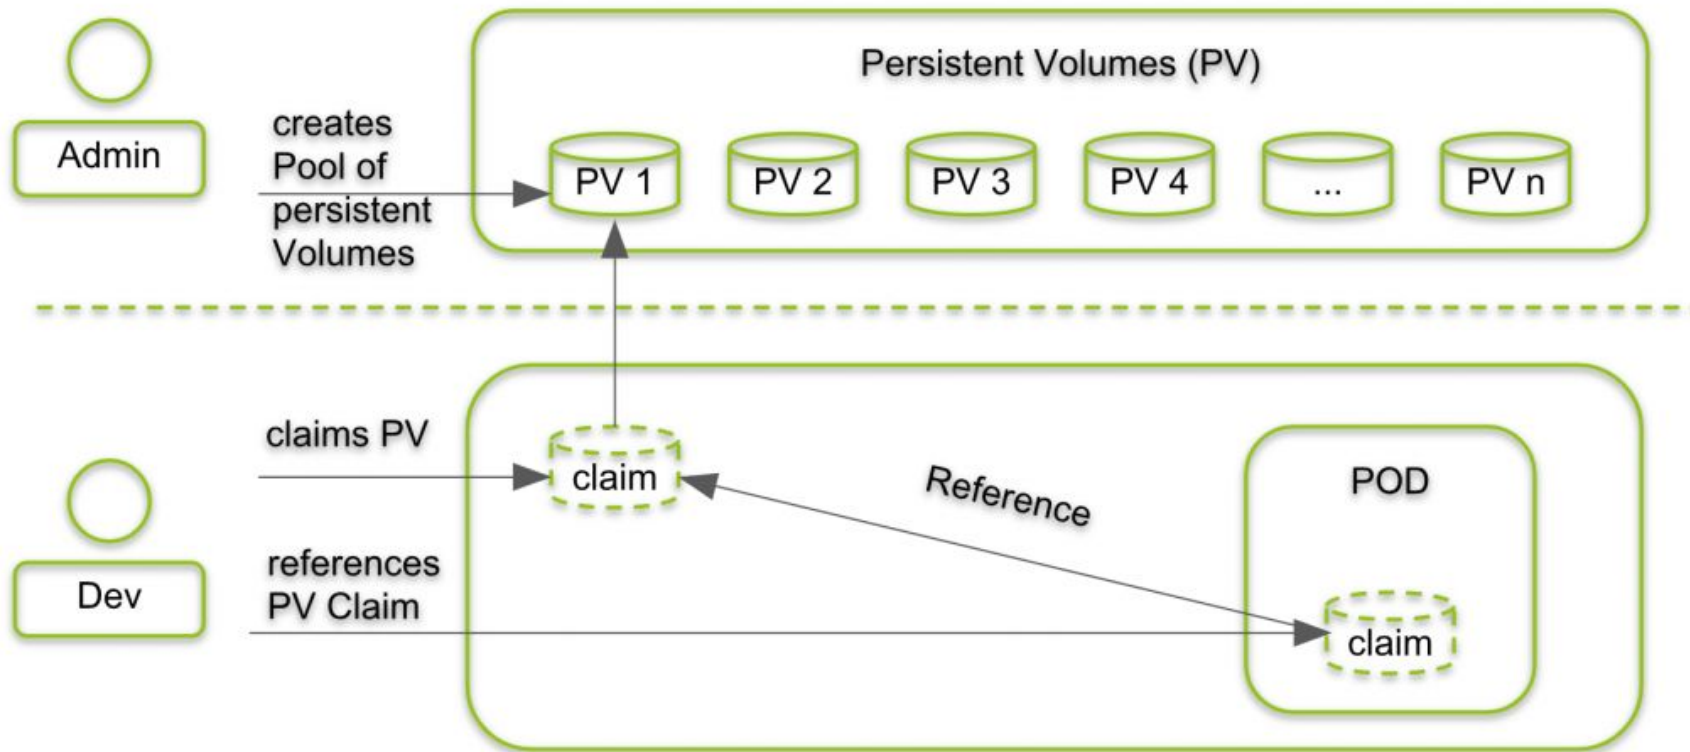 Persistent Volumes (PV)
Admin
creates
Pool of
persistent
Volumes
PV 1
PV 2
PV 3
PV 4
...
PV n
claims PV
claim
Reference
POD
Dev
references
PV Claim
claim